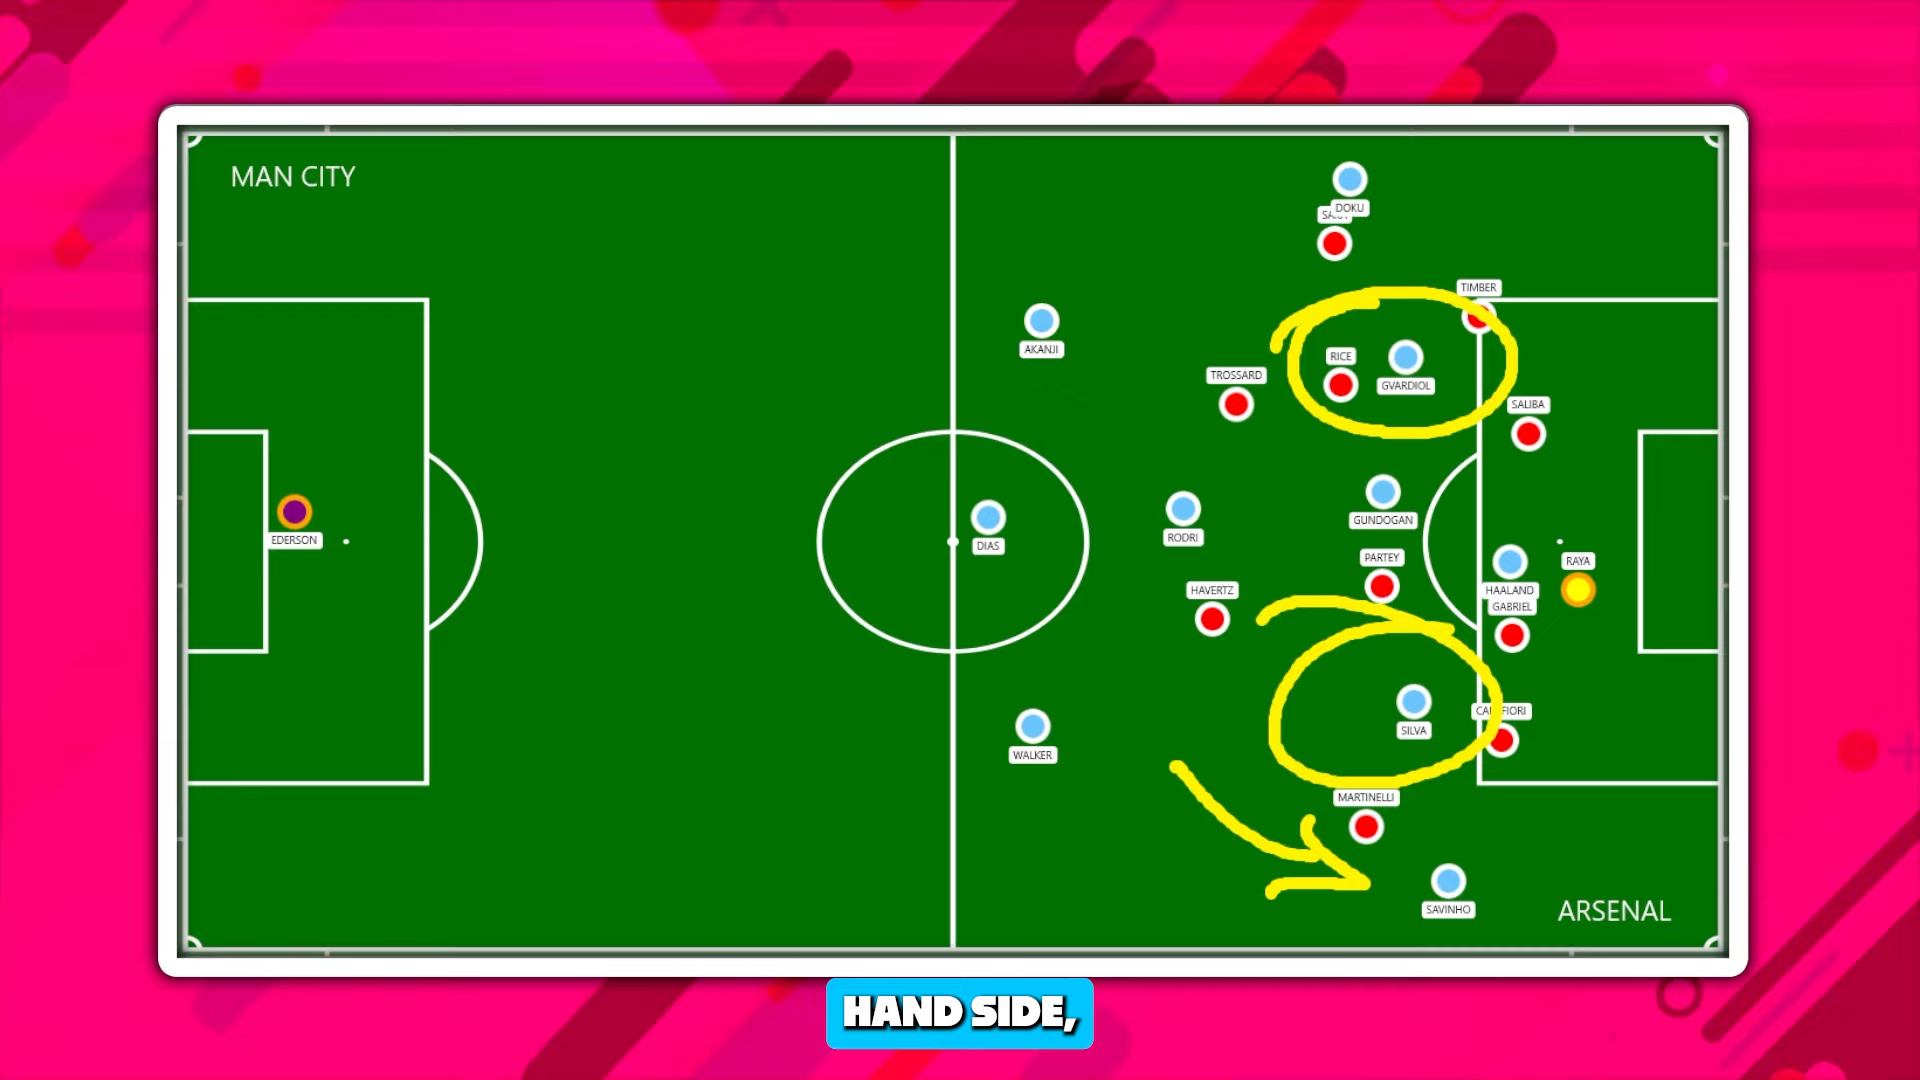 MAN CITY
DOKU
TIMBER
AKANJI
RICE
TROSSARD
GVARDIOL
SALIBA
EDERSON
DIAS
RODRI
GUNDOGAN
PARTEY
RAYA
HAVERTZ
HAALAND
GABRIEL
SILVA
WALKER
MARTINELLI
SAVINHO
ARSENAL
HAND SIDE,